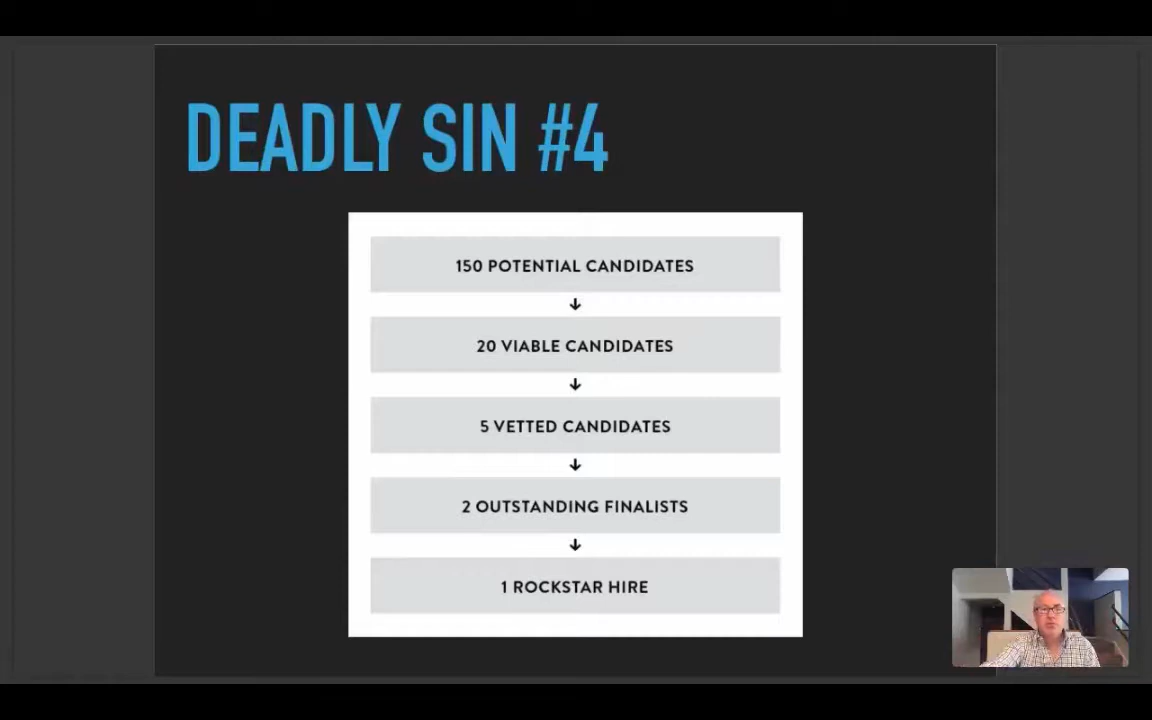 DEADLY SIN #4
150 POTENTIAL CANDIDATES
↓
20 VIABLE CANDIDATES
↓
5 VETTED CANDIDATES
↓
2 OUTSTANDING FINALISTS
↓
1 ROCKSTAR HIRE